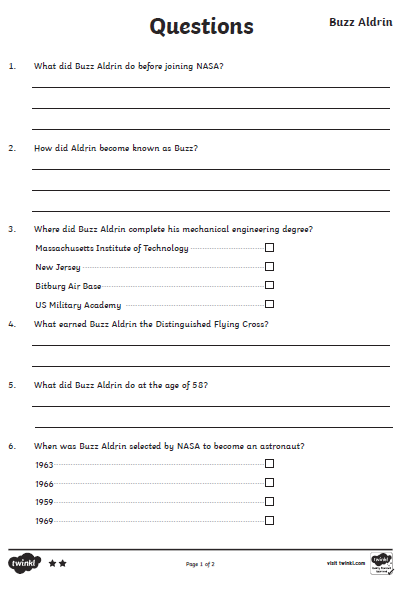 Questions
Buzz Aldrin
1. What did Buzz Aldrin do before joining NASA?
2. How did Aldrin become known as Buzz?
3. Where did Buzz Aldrin complete his mechanical engineering degree?
Massachusetts Institute of Technology
New Jersey
Bitburg Air Base
US Military Academy
4. What earned Buzz Aldrin the Distinguished Flying Cross?
5. What did Buzz Aldrin do at the age of 58?
6. When was Buzz Aldrin selected by NASA to become an astronaut?
1963
1966
1959
1969
twinkl
Page 1 of 2
visit twinkl.com
twinkl